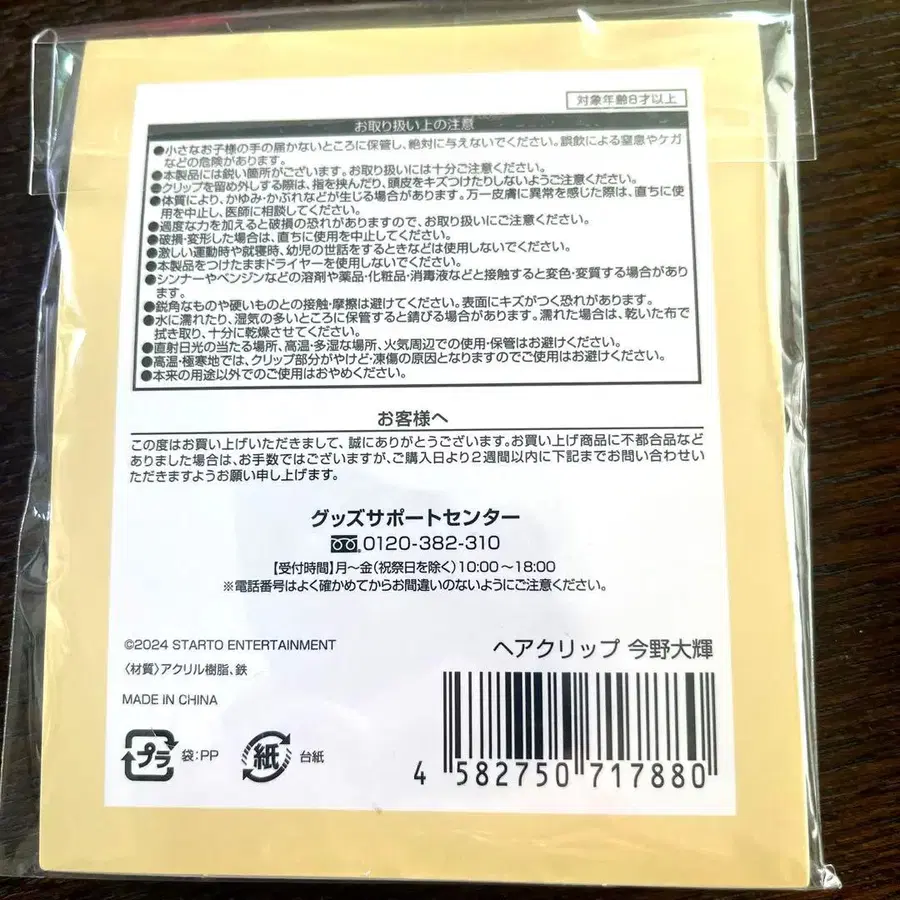 対象年齢8才以上
お取り扱い上の注意
●小さなお子様の手の届かないところに保管し、絶対に与えないでください。誤飲による窒息やケガ
などの危険があります。
●本製品には鋭い箇所がございます。お取り扱いには十分ご注意ください。
●クリップを留め外しする際は、指を挟んだり、頭皮をキズつけたりしないようご注意ください。
●体質により、かゆみ・かぶれなどが生じる場合があります。万一皮膚に異常を感じた際は、直ちに使
用を中止し、医師に相談してください。
●過度な力を加えると破損の恐れがありますので、お取り扱いにご注意ください。
●破損・変形した場合は、直ちに使用を中止してください。
●激しい運動時や就寝時、幼児の世話をするときなどは使用しないでください。
●本製品をつけたままドライヤーを使用しないでください。
●シンナーやベンジンなどの溶剤や薬品・化粧品・消毒液などと接触すると変色・変質する場合があり
ます。
●鋭角なものや硬いものとの接触・摩擦は避けてください。表面にキズがつく恐れがあります。
●水に濡れたり、湿気の多いところに保管すると錆びる場合があります。濡れた場合は、乾いた布で
拭き取り、十分に乾燥させてください。
●直射日光の当たる場所、高温・多湿な場所、火気周辺での使用・保管はお避けください。
●高温・極寒地では、クリップ部分がやけど・凍傷の原因となりますのでご使用はお避けください。
●本来の用途以外でのご使用はおやめください。
お客様へ
この度はお買い上げいただきまして、誠にありがとうございます。お買い上げ商品に不都合品など
ありました場合は、お手数ではございますが、ご購入日より2週間以内に下記までお問い合わせい
ただきますようお願い申し上げます。
グッズサポートセンター
0120-382-310
【受付時間】月～金(祝祭日を除く)10:00～18:00
※電話番号はよく確かめてからお間違いのないようにご注意ください。
©2024 STARTO ENTERTAINMENT
〈材質〉アクリル樹脂、鉄
MADE IN CHINA
プラ 袋:PP
紙 台紙
ヘアクリップ 今野大輝
4 582750 717880